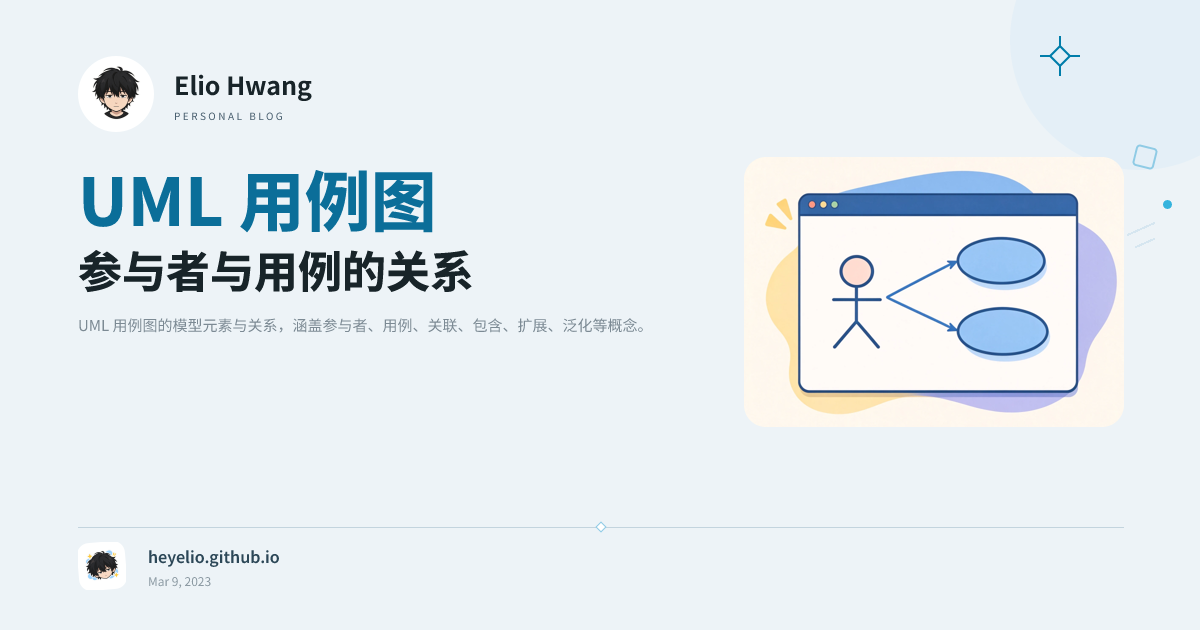 Elio Hwang
PERSONAL BLOG
UML 用例图
参与者与用例的关系
UML 用例图的模型元素与关系，涵盖参与者、用例、关联、包含、扩展、泛化等概念。
heyelio.github.io
Mar 9, 2023